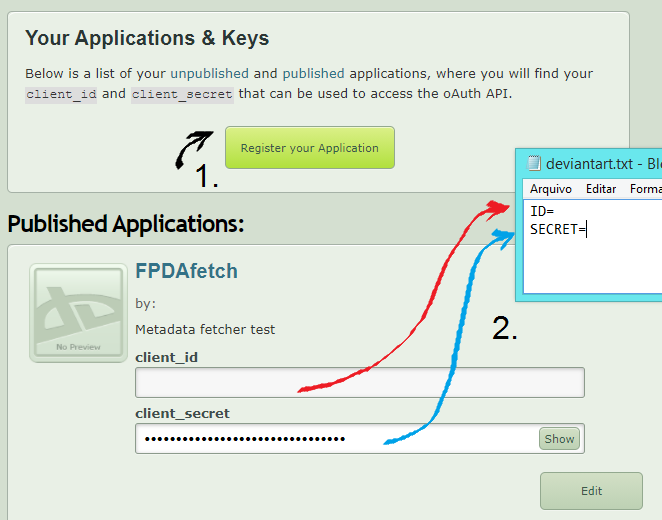 Your Applications & Keys
Below is a list of your unpublished and published applications, where you will find your
client_id and client_secret that can be used to access the oAuth API.
1.
Register your Application
deviantart.txt - Blo
Arquivo Editar Forma
ID=
SECRET=
Published Applications:
FPDAfetch
by:
No Preview
Metadata fetcher test
2.
client_id
client_secret
••••••••••••••••••••••••••••••••
Show
Edit